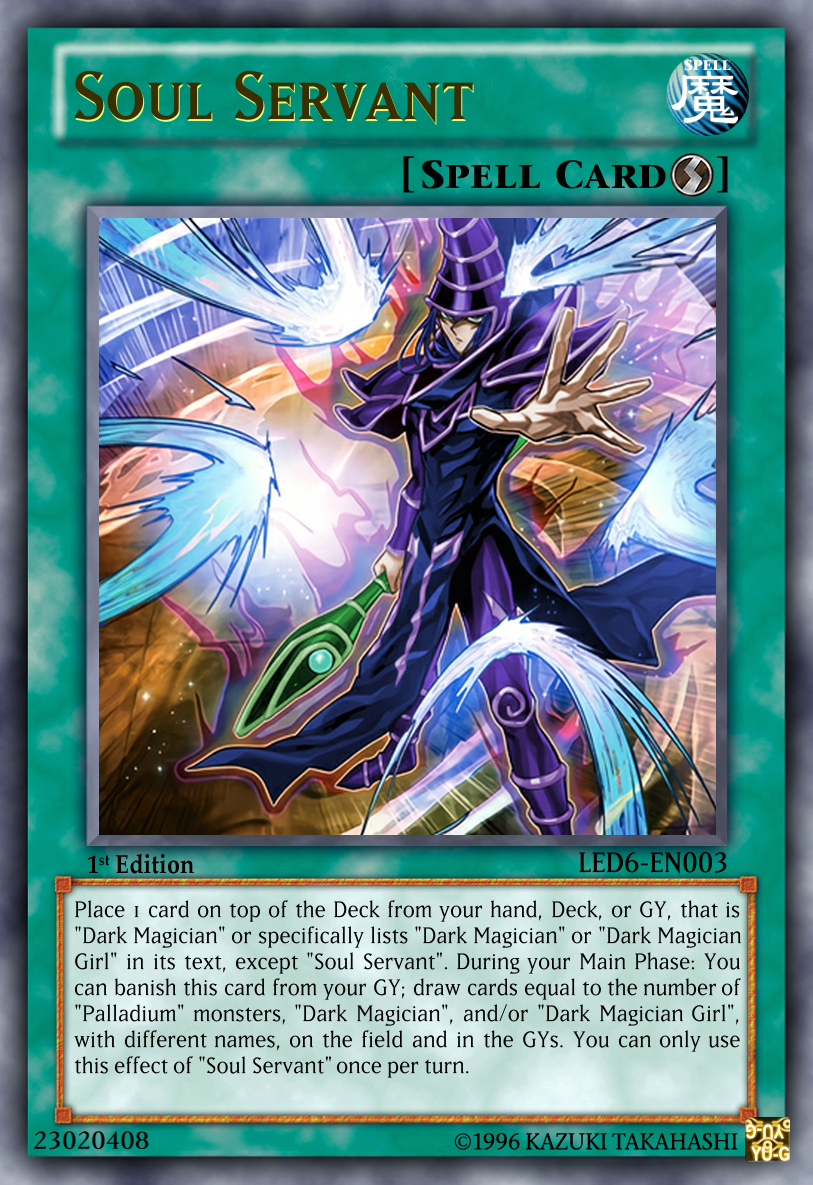 SOUL SERVANT
SPELL
魔
[SPELL CARD]
1st Edition
LED6-EN003
Place 1 card on top of the Deck from your hand, Deck, or GY, that is
"Dark Magician" or specifically lists "Dark Magician" or "Dark Magician
Girl" in its text, except "Soul Servant". During your Main Phase: You
can banish this card from your GY; draw cards equal to the number of
"Palladium" monsters, "Dark Magician", and/or "Dark Magician Girl",
with different names, on the field and in the GYs. You can only use
this effect of "Soul Servant" once per turn.
23020408
©1996 KAZUKI TAKAHASHI